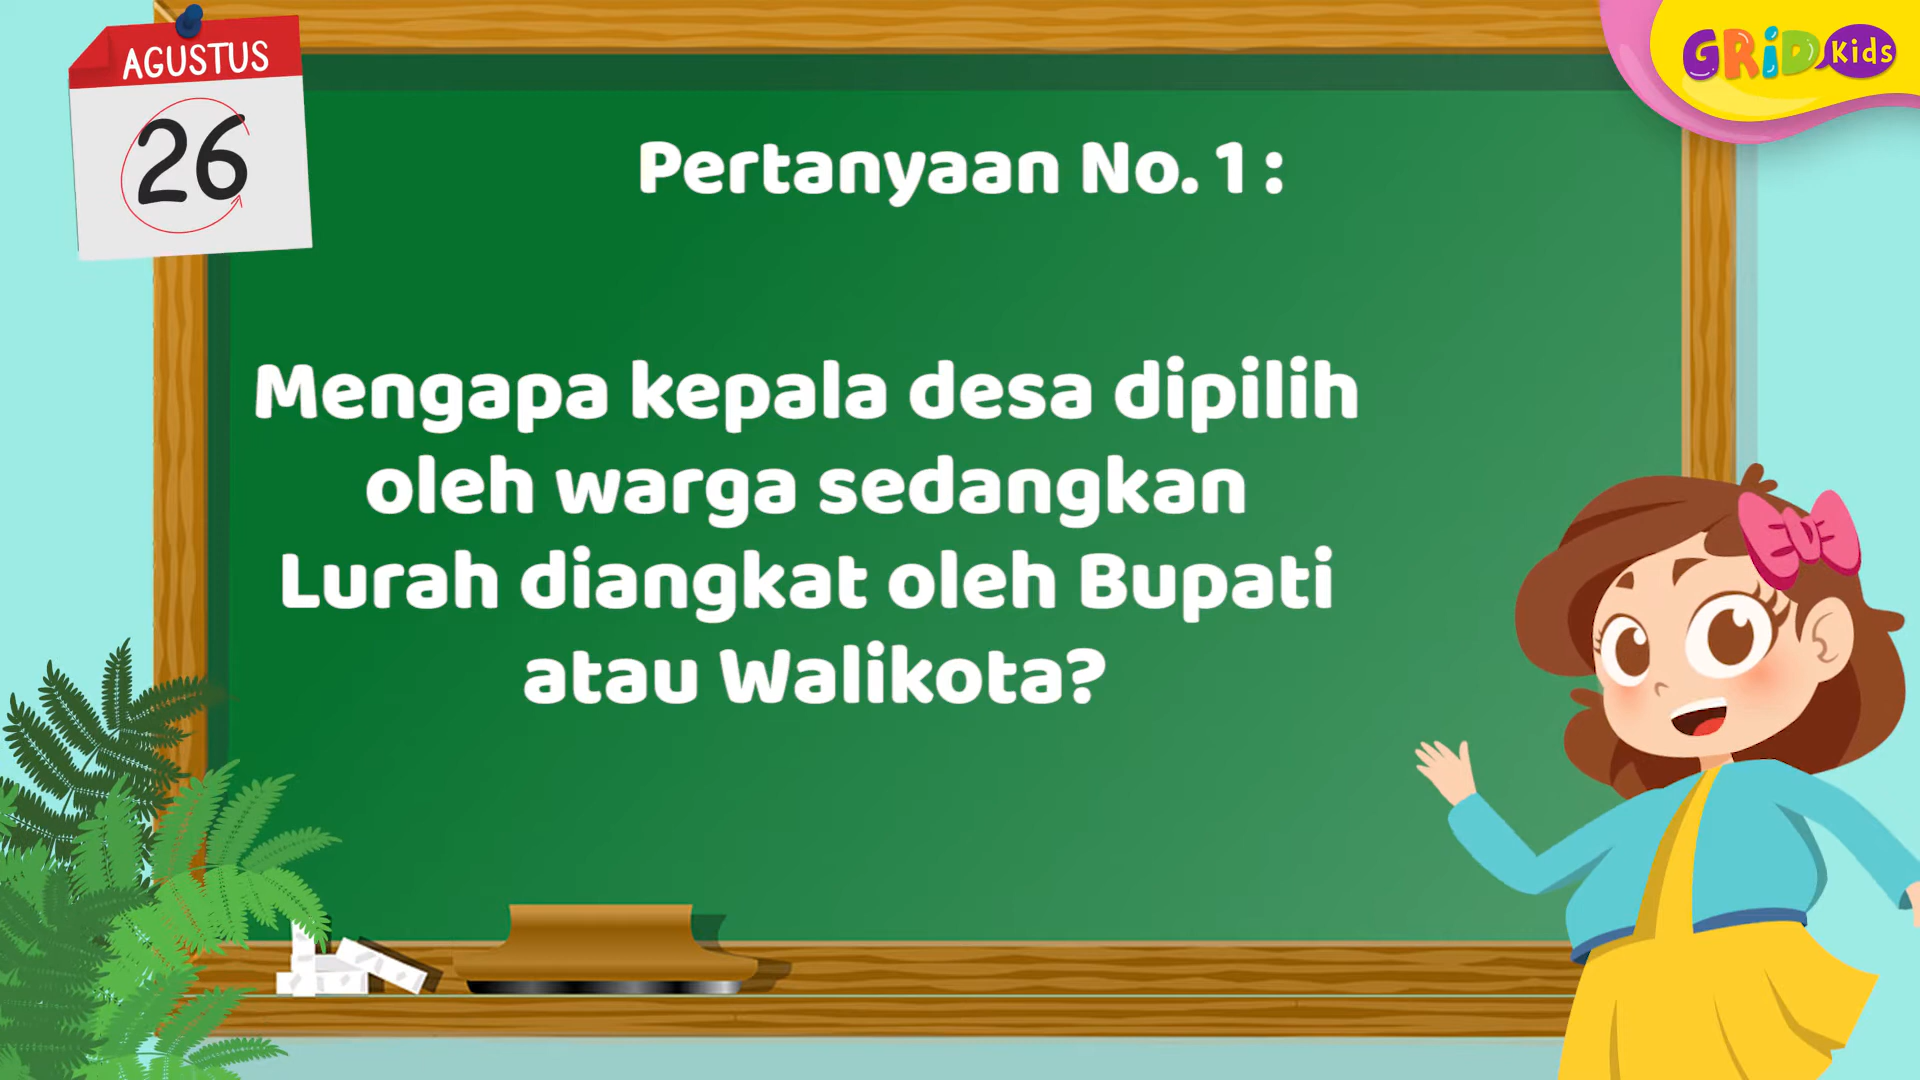 AGUSTUS
26
GRiD Kids
Pertanyaan No. 1 :
Mengapa kepala desa dipilih
oleh warga sedangkan
Lurah diangkat oleh Bupati
atau Walikota?